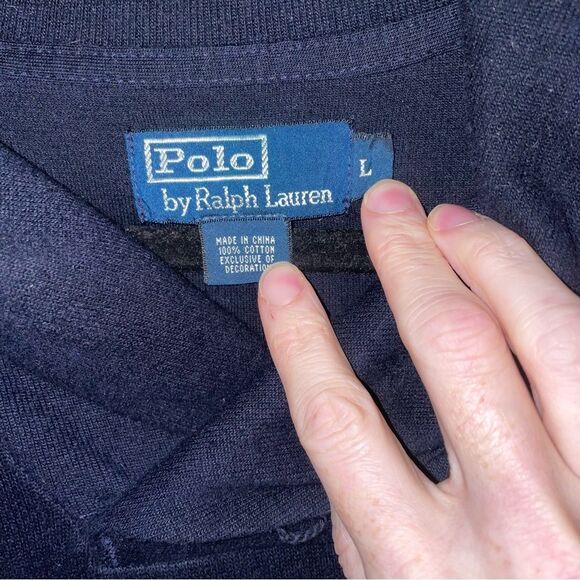 Polo
by Ralph Lauren
L
MADE IN CHINA
100% COTTON
EXCLUSIVE OF
DECORATION